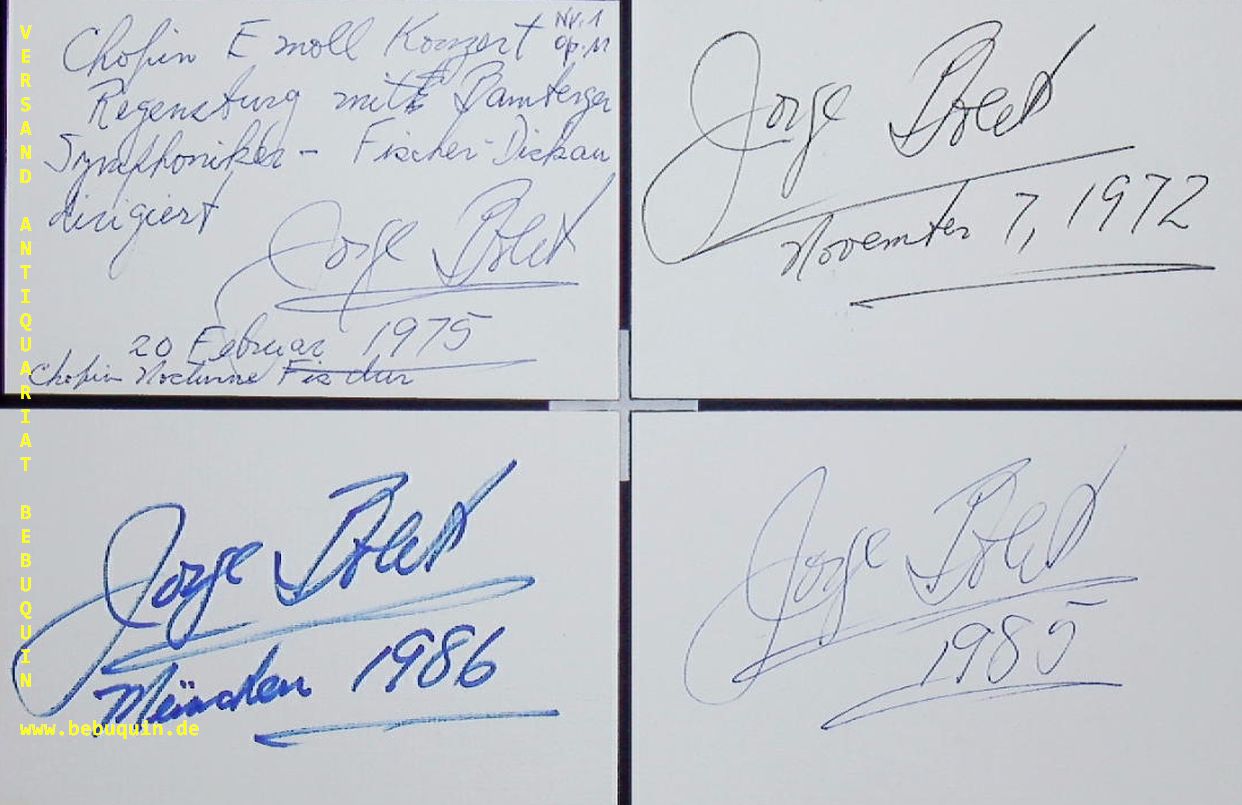 Chopin E moll Konzert Nr. 1
op. 11
Regensburg mit Bamberger
Symphoniker - Fischer-Diskau
dirigiert
Jorge Bolet
20 Februar 1975
Chopin Nocturne Fis dur
Jorge Bolet
November 7, 1972
Jorge Bolet
München 1986
Jorge Bolet
1985
VERSAND ANTIQUARIAT BEBUQUIN
www.bebuquin.de